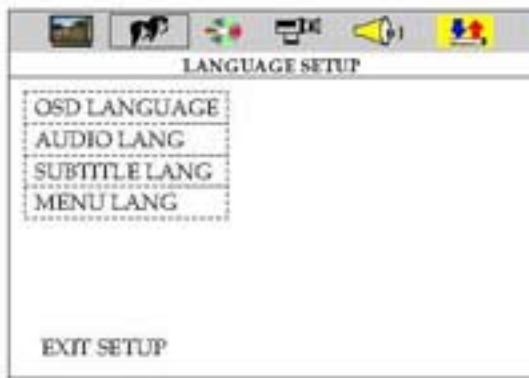 LANGUAGE SETUP
OSD LANGUAGE
AUDIO LANG
SUBTITLE LANG
MENU LANG
EXIT SETUP